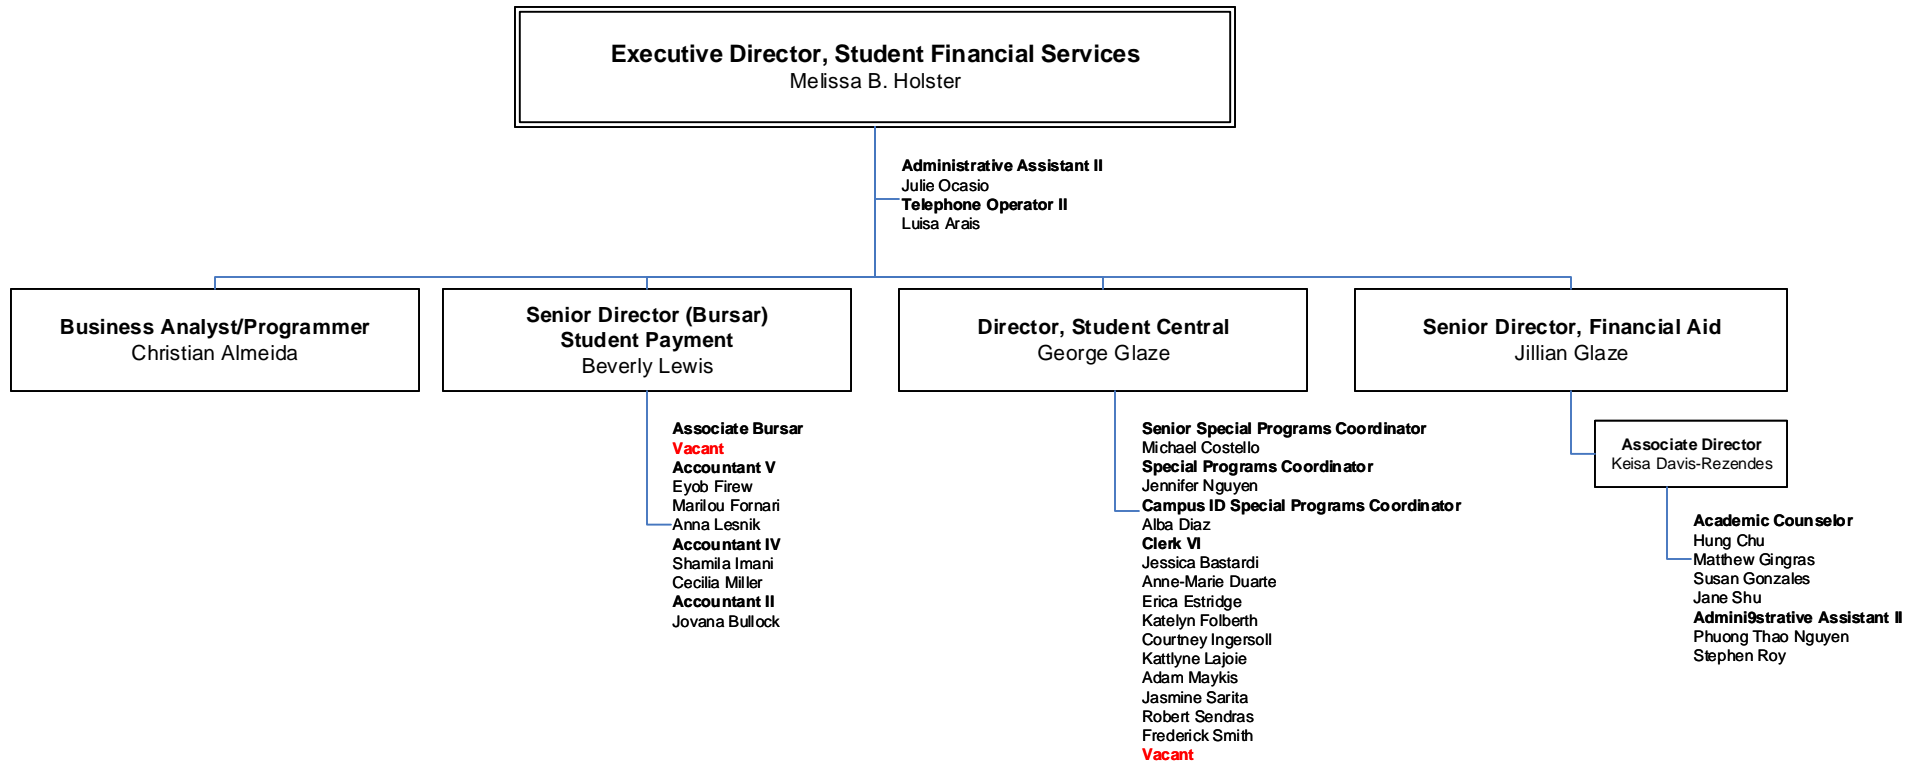 Executive Director, Student Financial Services
Melissa B. Holster
Administrative Assistant II
Julie Ocasio
Telephone Operator II
Luisa Arais
Business Analyst/Programmer
Christian Almeida
Senior Director (Bursar)
Student Payment
Beverly Lewis
Director, Student Central
George Glaze
Senior Director, Financial Aid
Jillian Glaze
Associate Bursar
Vacant
Accountant V
Eyob Firew
Marilou Fornari
Anna Lesnik
Accountant IV
Shamila Imani
Cecilia Miller
Accountant II
Jovana Bullock
Senior Special Programs Coordinator
Michael Costello
Special Programs Coordinator
Jennifer Nguyen
Campus ID Special Programs Coordinator
Alba Diaz
Clerk VI
Jessica Bastardi
Anne-Marie Duarte
Erica Estridge
Katelyn Folberth
Courtney Ingersoll
Kattlyne Lajoie
Adam Maykis
Jasmine Sarita
Robert Sendras
Frederick Smith
Vacant
Associate Director
Keisa Davis-Rezendes
Academic Counselor
Hung Chu
Matthew Gingras
Susan Gonzales
Jane Shu
Admini9strative Assistant II
Phuong Thao Nguyen
Stephen Roy